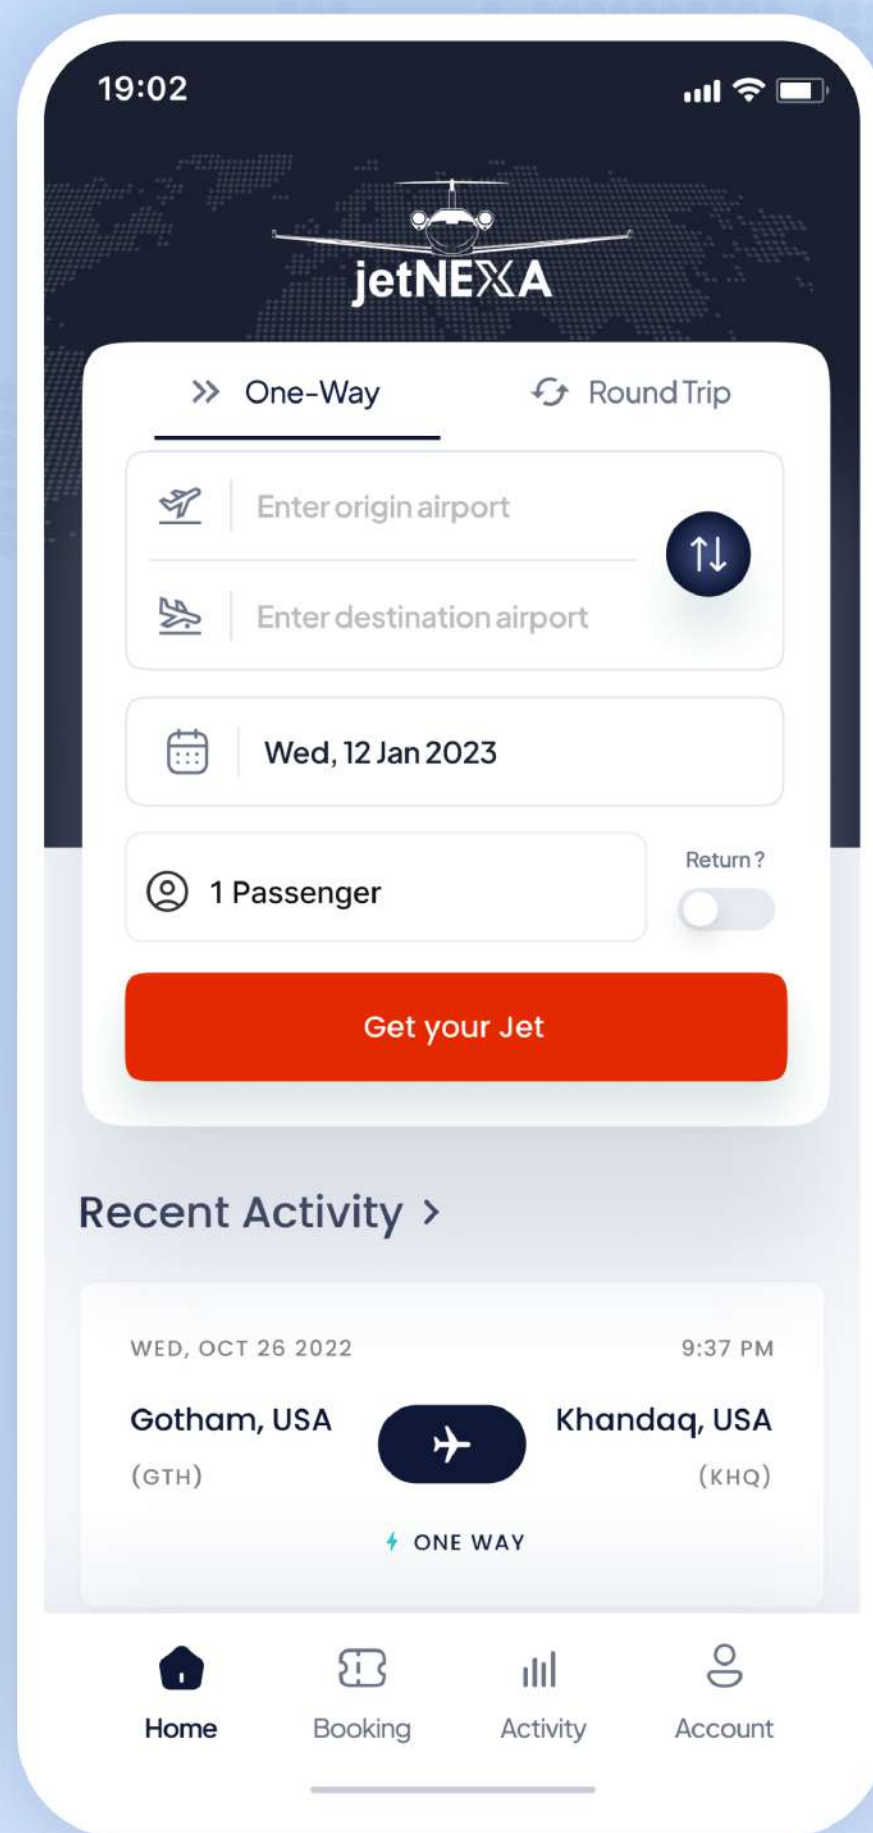 19:02
jetNEXA
One-Way Round Trip
Enter origin airport
Enter destination airport
Wed, 12 Jan 2023
Return?
1 Passenger
Get your Jet
Recent Activity >
WED, OCT 26 2022 9:37 PM
Gotham, USA Khandaq, USA
(GTH) (KHQ)
ONE WAY
Home Booking Activity Account